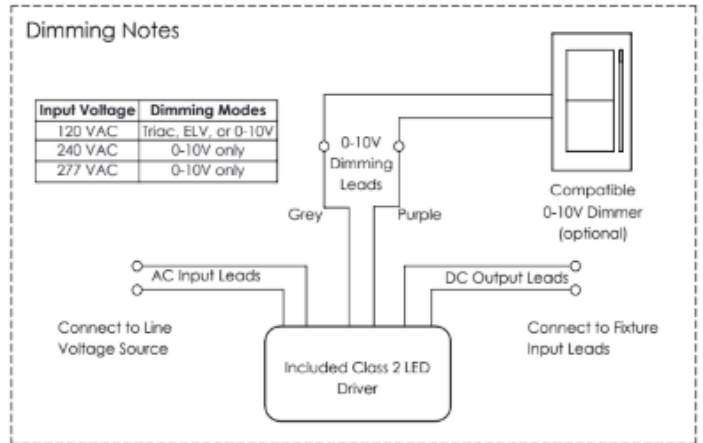 Dimming Notes
Input Voltage Dimming Modes
120 VAC Triac, ELV, or 0-10V
240 VAC 0-10V only
277 VAC 0-10V only
0-10V
Dimming
Leads
Grey
Purple
Compatible
0-10V Dimmer
(optional)
AC Input Leads
DC Output Leads
Connect to Line
Voltage Source
Connect to Fixture
Input Leads
Included Class 2 LED
Driver